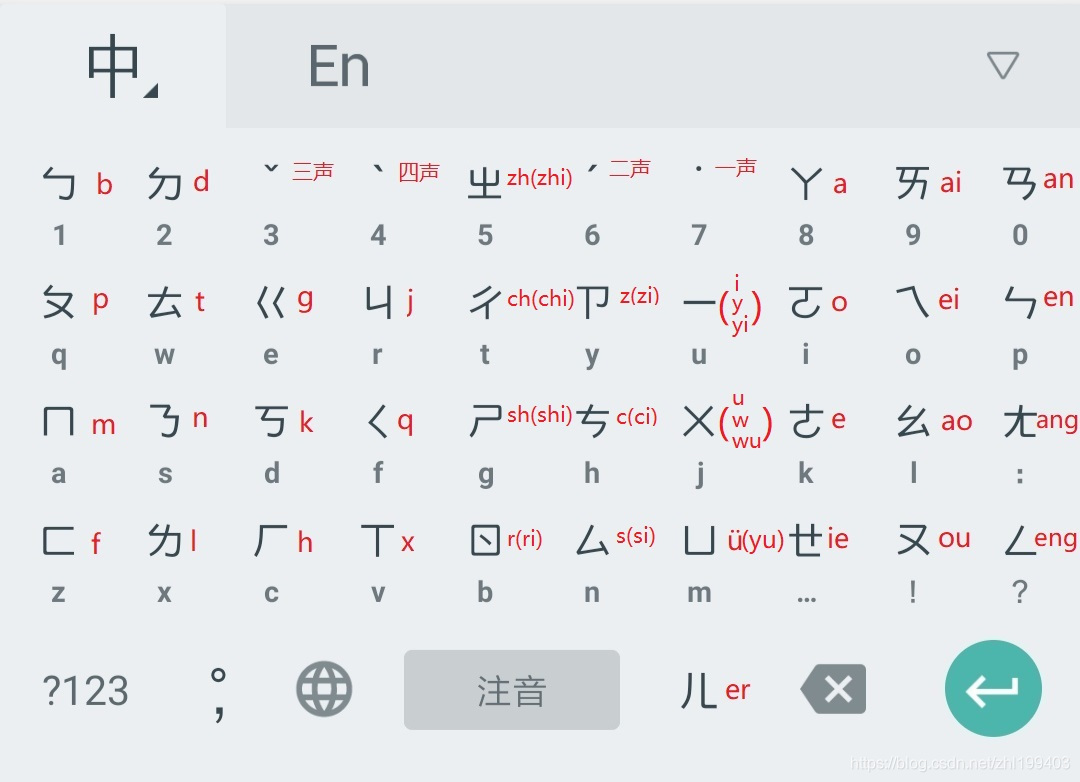 中 En
ㄅ b ㄉ d ˇ 三声 ˋ 四声 ㄓ zh(zhi) ˊ 二声 ˙ 一声 ㄚ a ㄞ ai ㄢ an
1 2 3 4 5 6 7 8 9 0
ㄆ p ㄊ t ㄍ g ㄐ j ㄔ ch(chi) ㄗ z(zi) ㄧ (i y yi) ㄛ o ㄟ ei ㄣ en
q w e r t y u i o p
ㄇ m ㄋ n ㄎ k ㄑ q ㄕ sh(shi) ㄘ c(ci) ㄨ (u w wu) ㄜ e ㄠ ao ㄤ ang
a s d f g h j k l :
ㄈ f ㄌ l ㄏ h ㄒ x ㄖ r(ri) ㄙ s(si) ㄩ ü(yu) ㄝ ie ㄡ ou ㄥ eng
z x c v b n m … ! ?
?123 °, 注音 ㄦ er
https://blog.csdn.net/zhl199403